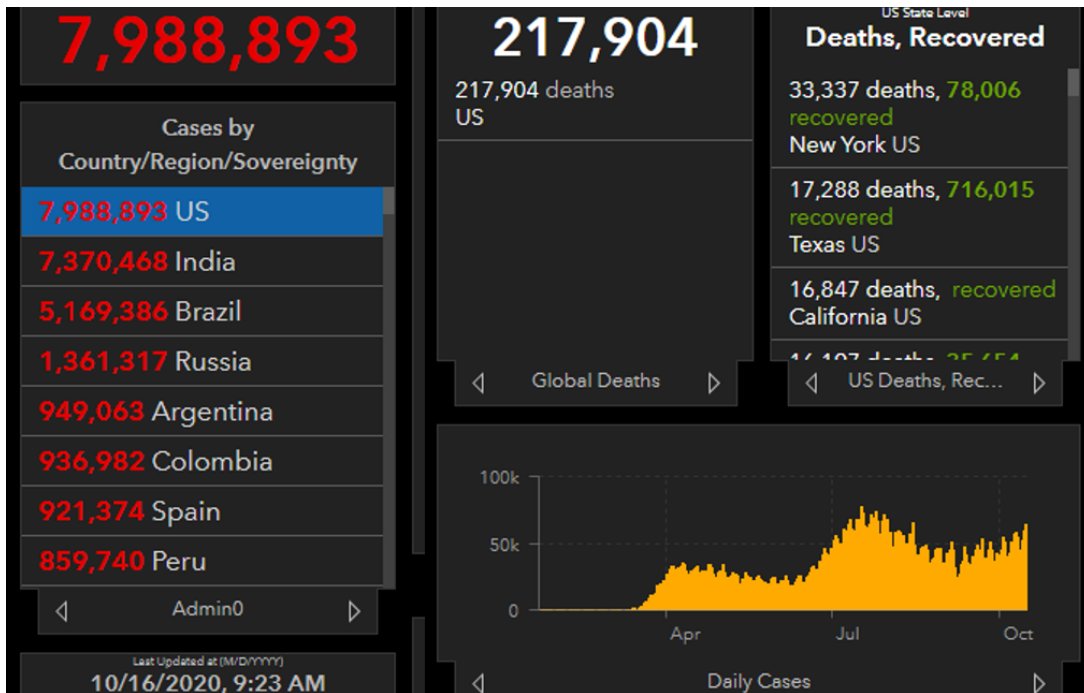 7,988,893
Cases by
Country/Region/Sovereignty
7,988,893 US
7,370,468 India
5,169,386 Brazil
1,361,317 Russia
949,063 Argentina
936,982 Colombia
921,374 Spain
859,740 Peru
Admin0
Last Updated at (M/D/YYYY)
10/16/2020, 9:23 AM
217,904
217,904 deaths
US
Global Deaths
US State Level
Deaths, Recovered
33,337 deaths, 78,006
recovered
New York US
17,288 deaths, 716,015
recovered
Texas US
16,847 deaths, recovered
California US
US Deaths, Rec...
100k
50k
0
Apr
Jul
Oct
Daily Cases